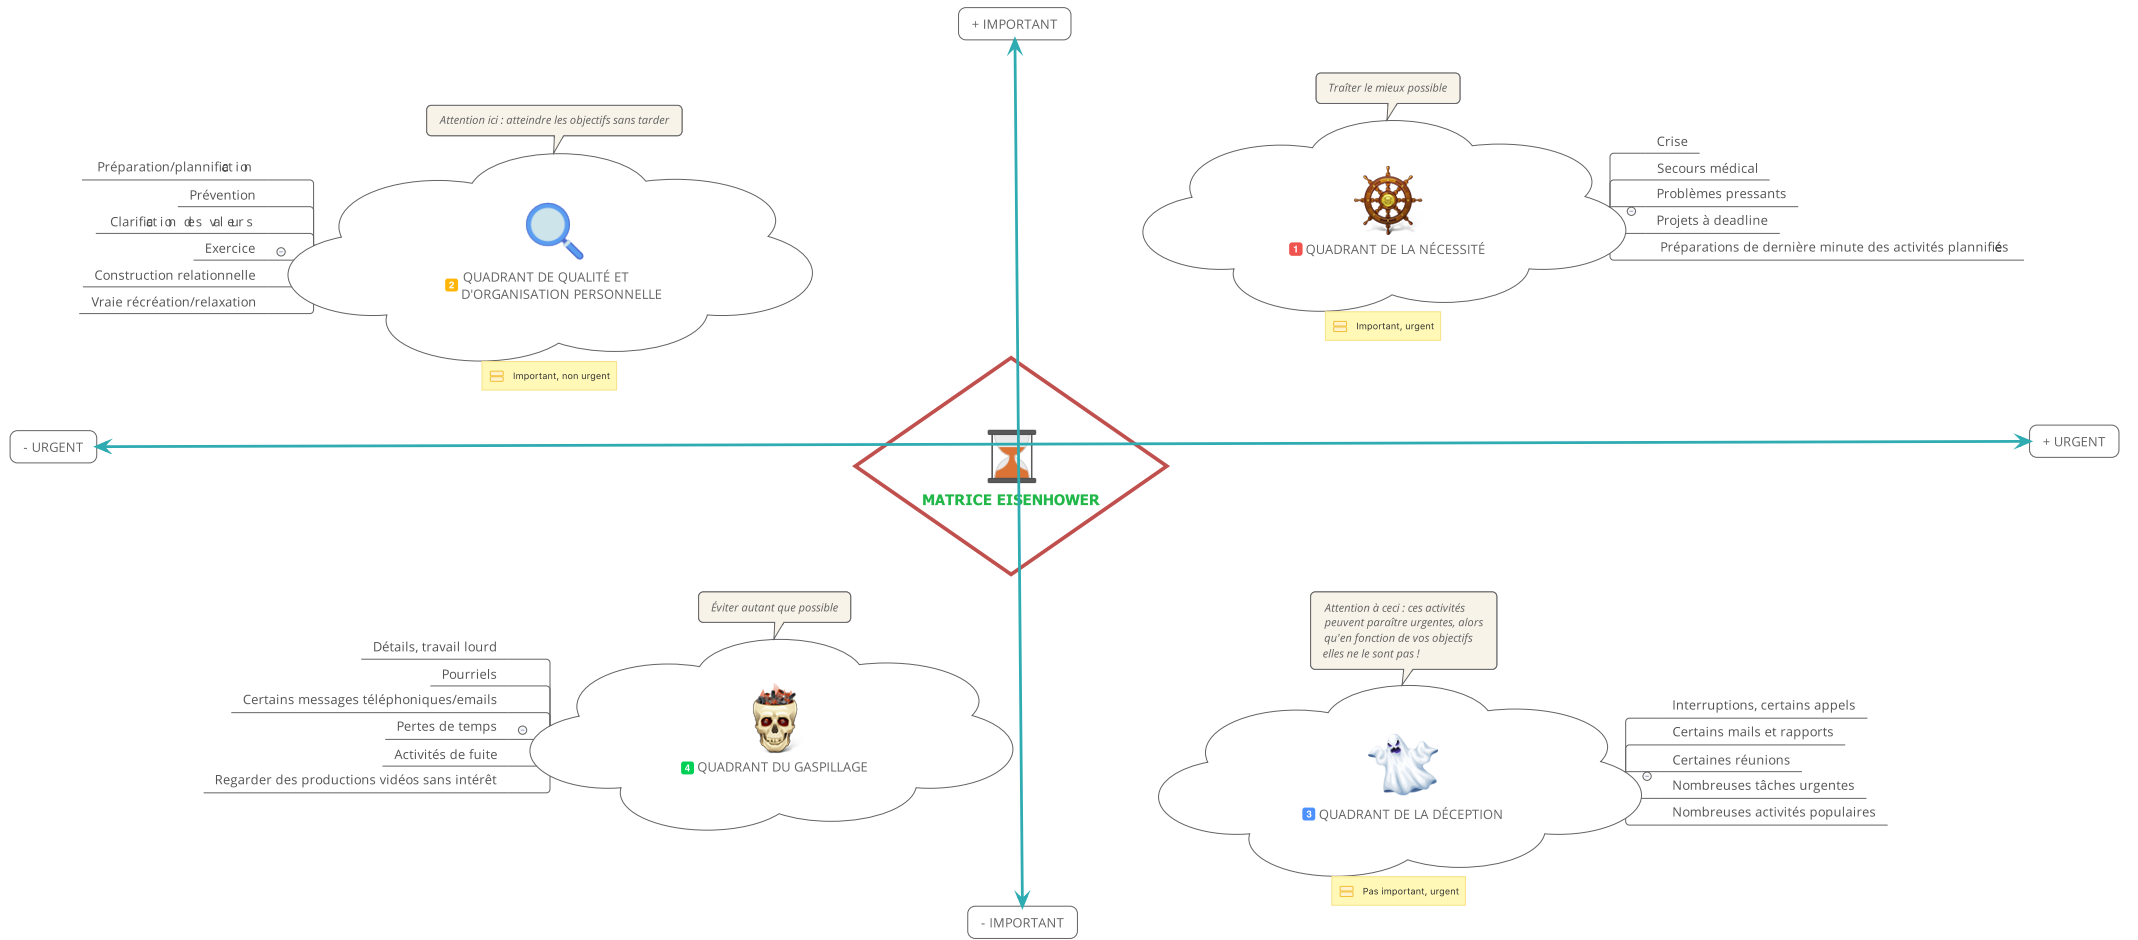 + IMPORTANT
Traîter le mieux possible
Attention ici : atteindre les objectifs sans tarder
Préparation/plannification
Prévention
Clarification des valeurs
Exercice
Construction relationnelle
Vraie récréation/relaxation
2 QUADRANT DE QUALITÉ ET
D'ORGANISATION PERSONNELLE
Important, non urgent
Crise
Secours médical
Problèmes pressants
Projets à deadline
Préparations de dernière minute des activités plannifiés
1 QUADRANT DE LA NÉCESSITÉ
Important, urgent
- URGENT
+ URGENT
MATRICE EISENHOWER
Éviter autant que possible
Détails, travail lourd
Pourriels
Certains messages téléphoniques/emails
Pertes de temps
Activités de fuite
Regarder des productions vidéos sans intérêt
4 QUADRANT DU GASPILLAGE
Attention à ceci : ces activités
peuvent paraître urgentes, alors
qu'en fonction de vos objectifs
elles ne le sont pas !
Interruptions, certains appels
Certains mails et rapports
Certaines réunions
Nombreuses tâches urgentes
Nombreuses activités populaires
3 QUADRANT DE LA DÉCEPTION
Pas important, urgent
- IMPORTANT